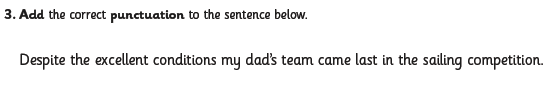 3. Add the correct punctuation to the sentence below.
Despite the excellent conditions my dad's team came last in the sailing competition.